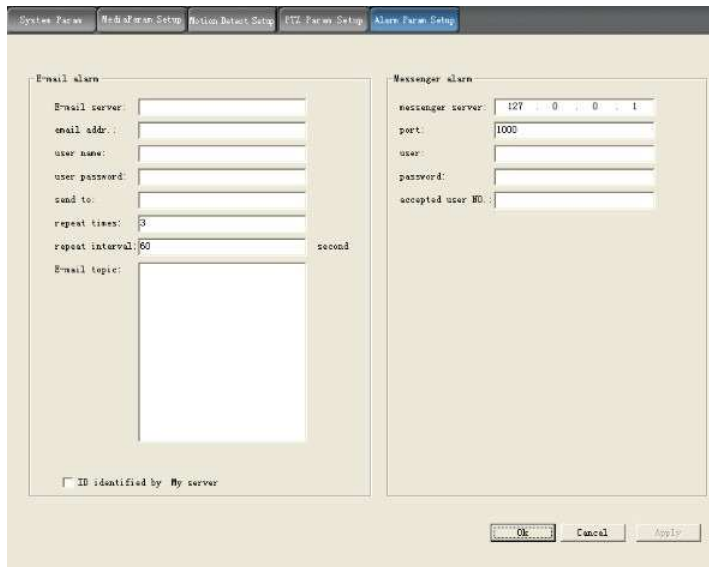 System Param MediaParam Setup Motion Detect Setup PTZ Param Setup Alarm Param Setup
E-mail alarm
E-mail server:
email addr.:
user name:
user password:
send to:
repeat times: 3
repeat interval: 60 second
E-mail topic:
ID identified by My server
Messenger alarm
messenger server: 127 . 0 . 0 . 1
port: 1000
user:
password:
accepted user NO.:
Ok Cancel Apply